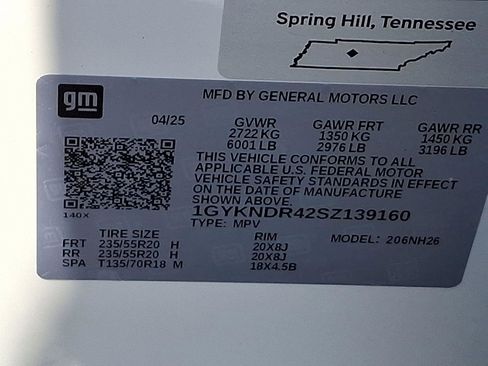 Spring Hill, Tennessee
gm
MFD BY GENERAL MOTORS LLC
04/25 GVWR GAWR FRT GAWR RR
2722 KG 1350 KG 1450 KG
6001 LB 2976 LB 3196 LB
THIS VEHICLE CONFORMS TO ALL
APPLICABLE U.S. FEDERAL MOTOR
VEHICLE SAFETY STANDARDS IN EFFECT
ON THE DATE OF MANUFACTURE
SHOWN ABOVE.
1GYKNDR42SZ139160
140X TYPE: MPV
TIRE SIZE RIM MODEL: 206NH26
FRT 235/55R20 H 20X8J
RR 235/55R20 H 20X8J
SPA T135/70R18 M 18X4.5B